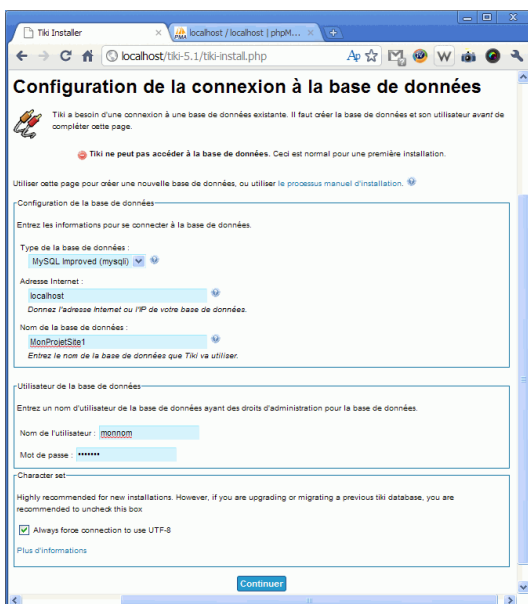 Tiki Installer
localhost / localhost | phpM...
localhost/tiki-5.1/tiki-install.php
Configuration de la connexion à la base de données
Tiki a besoin d'une connexion à une base de données existante. Il faut créer la base de données et son utilisateur avant de
compléter cette page.
Tiki ne peut pas accéder à la base de données. Ceci est normal pour une première installation.
Utiliser cette page pour créer une nouvelle base de données, ou utiliser le processus manuel d'installation.
Configuration de la base de données
Entrez les informations pour se connecter à la base de données.
Type de la base de données :
MySQL Improved (mysqli)
Adresse Internet :
localhost
Donnez l'adresse Internet ou l'IP de votre base de données.
Nom de la base de données :
MonProjetSite1
Entrez le nom de la base de données que Tiki va utiliser.
Utilisateur de la base de données
Entrez un nom d'utilisateur de la base de données ayant des droits d'administration pour la base de données.
Nom de l'utilisateur : monnom
Mot de passe : •••••••
Character set
Highly recommended for new installations. However, if you are upgrading or migrating a previous tiki database, you are
recommended to uncheck this box
Always force connection to use UTF-8
Plus d'informations
Continuer